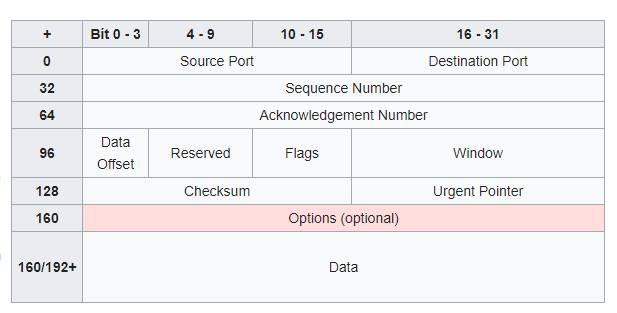 + Bit 0 - 3 4 - 9 10 - 15 16 - 31
0 Source Port Destination Port
32 Sequence Number
64 Acknowledgement Number
96 Data Offset Reserved Flags Window
128 Checksum Urgent Pointer
160 Options (optional)
160/192+ Data